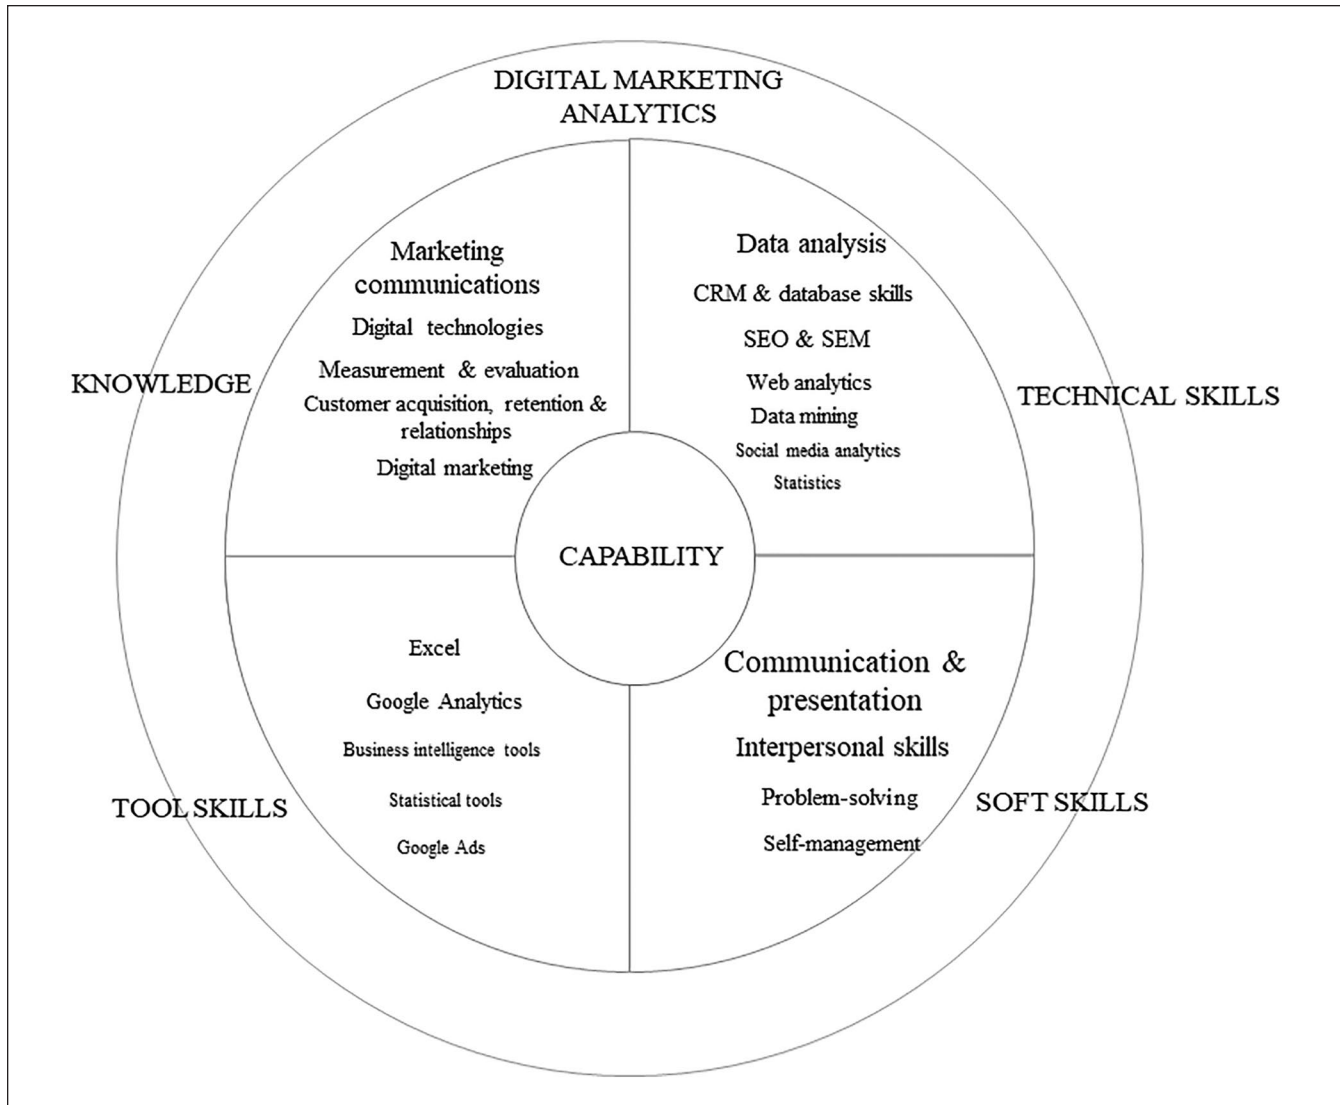 DIGITAL MARKETING
ANALYTICS
Marketing
communications
Digital technologies
Measurement & evaluation
Customer acquisition, retention &
relationships
Digital marketing
Data analysis
CRM & database skills
SEO & SEM
Web analytics
Data mining
Social media analytics
Statistics
KNOWLEDGE
TECHNICAL SKILLS
CAPABILITY
Excel
Google Analytics
Business intelligence tools
Statistical tools
Google Ads
Communication &
presentation
Interpersonal skills
Problem-solving
Self-management
TOOL SKILLS
SOFT SKILLS